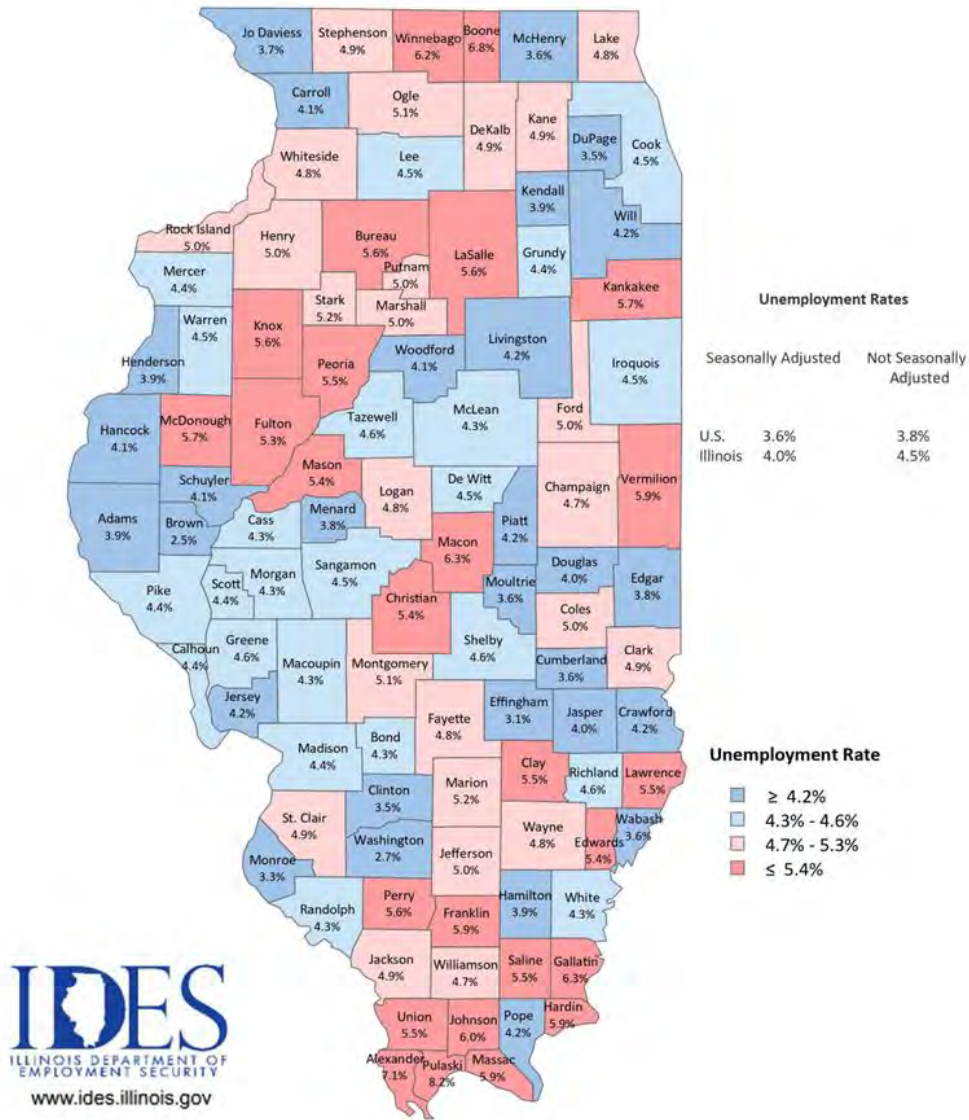 Jo Daviess
3.7%
Stephenson
4.9%
Winnebago
6.2%
Boone
6.8%
McHenry
3.6%
Lake
4.8%
Carroll
4.1%
Ogle
5.1%
DeKalb
4.9%
Kane
4.9%
DuPage
3.5%
Cook
4.5%
Whiteside
4.8%
Lee
4.5%
Kendall
3.9%
Will
4.2%
Rock Island
5.0%
Henry
5.0%
Bureau
5.6%
Putnam
5.0%
LaSalle
5.6%
Grundy
4.4%
Kankakee
5.7%
Mercer
4.4%
Stark
5.2%
Marshall
5.0%
Warren
4.5%
Knox
5.6%
Henderson
3.9%
Peoria
5.5%
Woodford
4.1%
Livingston
4.2%
Iroquois
4.5%
Ford
5.0%
Hancock
4.1%
McDonough
5.7%
Fulton
5.3%
Tazewell
4.6%
McLean
4.3%
Mason
5.4%
Schuyler
4.1%
Logan
4.8%
De Witt
4.5%
Champaign
4.7%
Vermilion
5.9%
Adams
3.9%
Brown
2.5%
Cass
4.3%
Menard
3.8%
Piatt
4.2%
Macon
6.3%
Pike
4.4%
Scott
4.4%
Morgan
4.3%
Sangamon
4.5%
Christian
5.4%
Moultrie
3.6%
Douglas
4.0%
Edgar
3.8%
Coles
5.0%
Calhoun
4.4%
Greene
4.6%
Macoupin
4.3%
Montgomery
5.1%
Shelby
4.6%
Cumberland
3.6%
Clark
4.9%
Jersey
4.2%
Fayette
4.8%
Effingham
3.1%
Jasper
4.0%
Crawford
4.2%
Madison
4.4%
Bond
4.3%
Clay
5.5%
Richland
4.6%
Lawrence
5.5%
Clinton
3.5%
Marion
5.2%
St. Clair
4.9%
Washington
2.7%
Wayne
4.8%
Edwards
5.4%
Wabash
3.6%
Monroe
3.3%
Jefferson
5.0%
Randolph
4.3%
Perry
5.6%
Franklin
5.9%
Hamilton
3.9%
White
4.3%
Jackson
4.9%
Williamson
4.7%
Saline
5.5%
Gallatin
6.3%
Union
5.5%
Johnson
6.0%
Pope
4.2%
Hardin
5.9%
Alexander
7.1%
Pulaski
8.2%
Massac
5.9%
Unemployment Rates
Seasonally Adjusted Not Seasonally
Adjusted
U.S. 3.6% 3.8%
Illinois 4.0% 4.5%
Unemployment Rate
≥ 4.2%
4.3% - 4.6%
4.7% - 5.3%
≤ 5.4%
IDES
ILLINOIS DEPARTMENT OF
EMPLOYMENT SECURITY
www.ides.illinois.gov